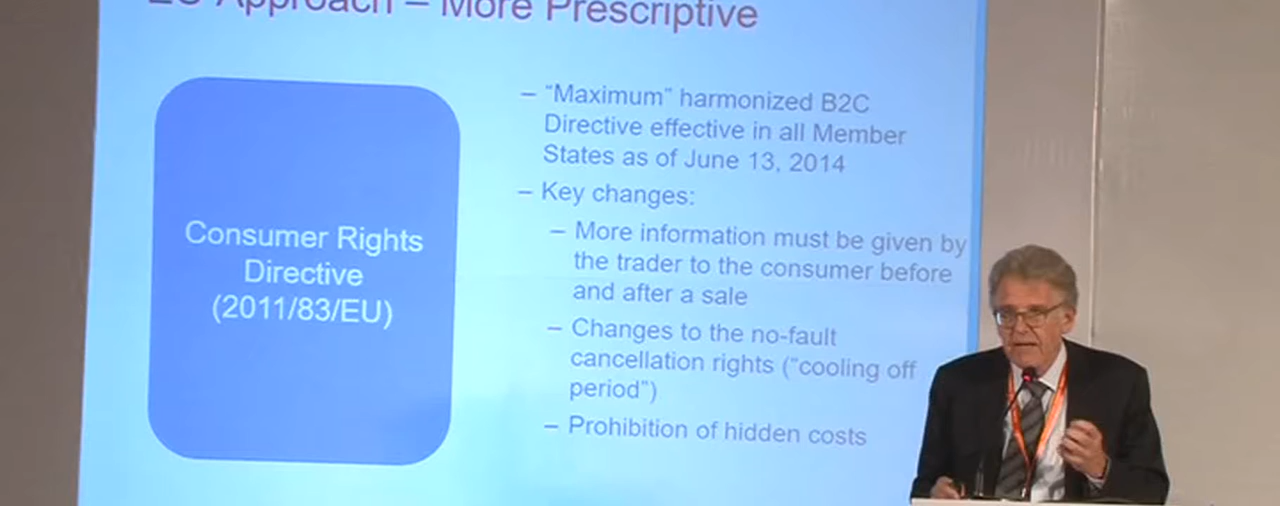 EU Approach – More Prescriptive
Consumer Rights
Directive
(2011/83/EU)
– "Maximum" harmonized B2C
Directive effective in all Member
States as of June 13, 2014
– Key changes:
– More information must be given by
the trader to the consumer before
and after a sale
– Changes to the no-fault
cancellation rights ("cooling off
period")
– Prohibition of hidden costs